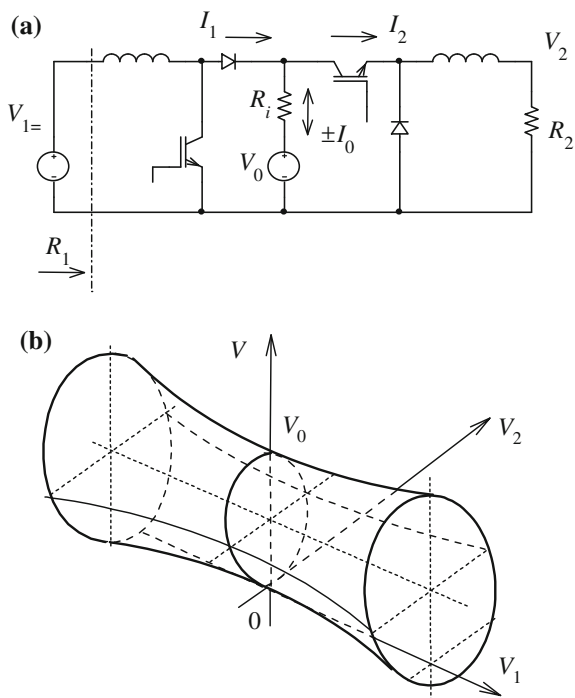 (a)
I₁
I₂
V₂
V₁₌
Rᵢ
±I₀
V₀
R₂
R₁
(b)
V
V₀
V₂
0
V₁